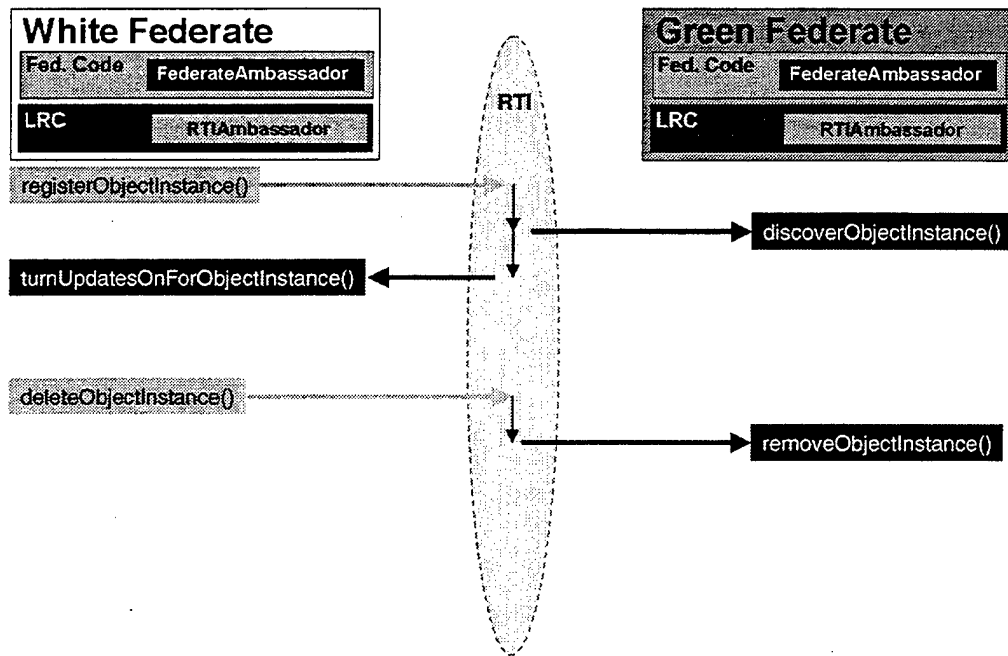 White Federate
Fed. Code
FederateAmbassador
LRC
RTIAmbassador
RTI
Green Federate
Fed. Code
FederateAmbassador
LRC
RTIAmbassador
registerObjectInstance()
discoverObjectInstance()
turnUpdatesOnForObjectInstance()
deleteObjectInstance()
removeObjectInstance()